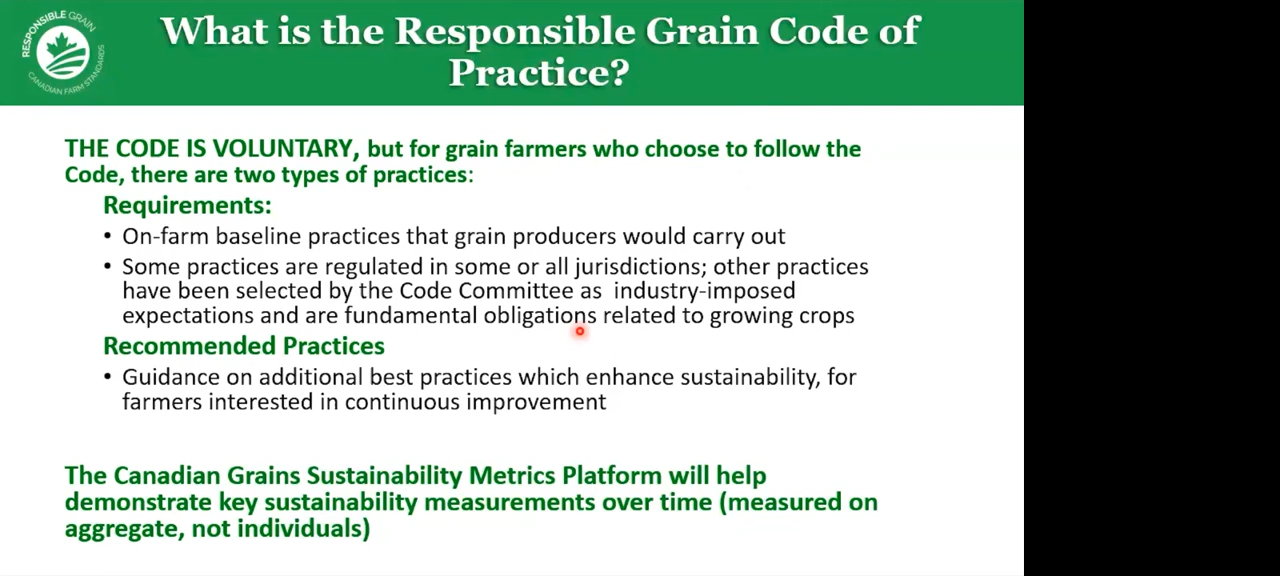 RESPONSIBLE GRAIN
CANADIAN FARM STANDARDS
What is the Responsible Grain Code of
Practice?
THE CODE IS VOLUNTARY, but for grain farmers who choose to follow the
Code, there are two types of practices:
Requirements:
• On-farm baseline practices that grain producers would carry out
• Some practices are regulated in some or all jurisdictions; other practices
have been selected by the Code Committee as industry-imposed
expectations and are fundamental obligations related to growing crops
Recommended Practices
• Guidance on additional best practices which enhance sustainability, for
farmers interested in continuous improvement
The Canadian Grains Sustainability Metrics Platform will help
demonstrate key sustainability measurements over time (measured on
aggregate, not individuals)